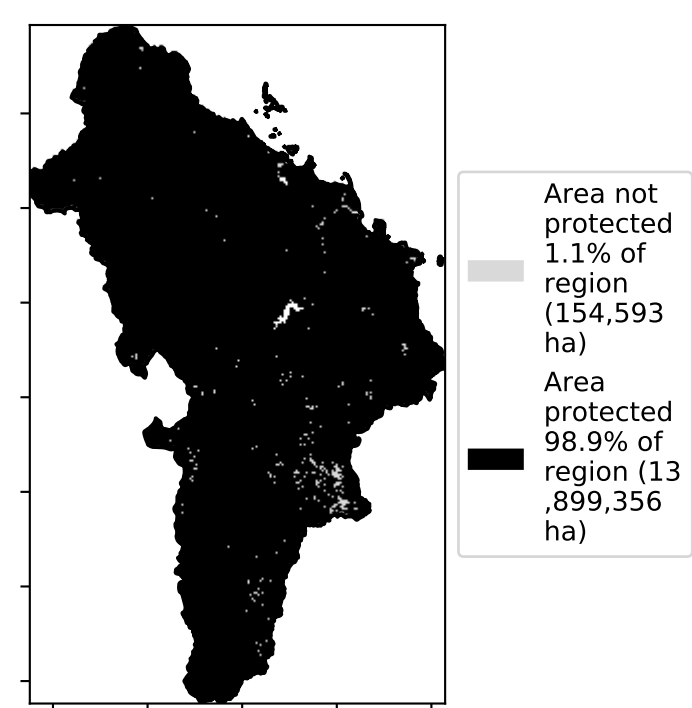 Area not
protected
1.1% of
region
(154,593
ha)
Area
protected
98.9% of
region (13
,899,356
ha)